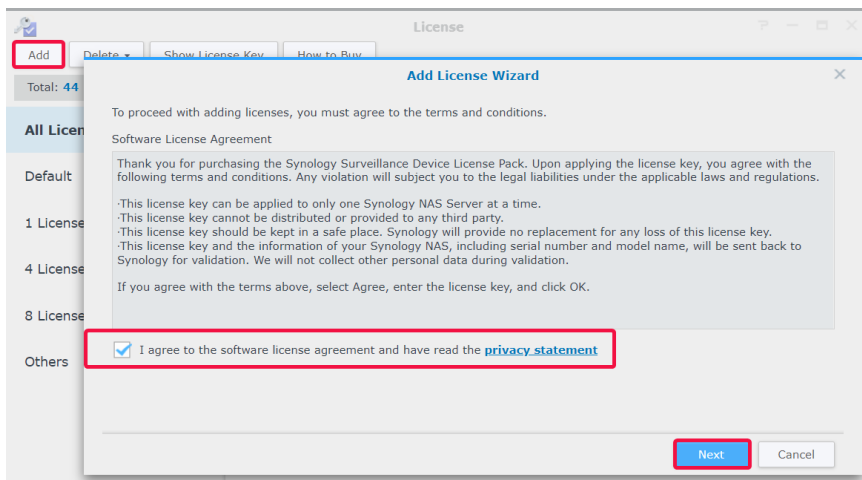 License
Add
Delete
Show License Key
How to Buy
Total: 44
Add License Wizard
To proceed with adding licenses, you must agree to the terms and conditions.
All Licen
Software License Agreement
Thank you for purchasing the Synology Surveillance Device License Pack. Upon applying the license key, you agree with the
following terms and conditions. Any violation will subject you to the legal liabilities under the applicable laws and regulations.
Default
·This license key can be applied to only one Synology NAS Server at a time.
·This license key cannot be distributed or provided to any third party.
1 License
·This license key should be kept in a safe place. Synology will provide no replacement for any loss of this license key.
·This license key and the information of your Synology NAS, including serial number and model name, will be sent back to
Synology for validation. We will not collect other personal data during validation.
4 License
If you agree with the terms above, select Agree, enter the license key, and click OK.
8 License
I agree to the software license agreement and have read the privacy statement
Others
Next
Cancel